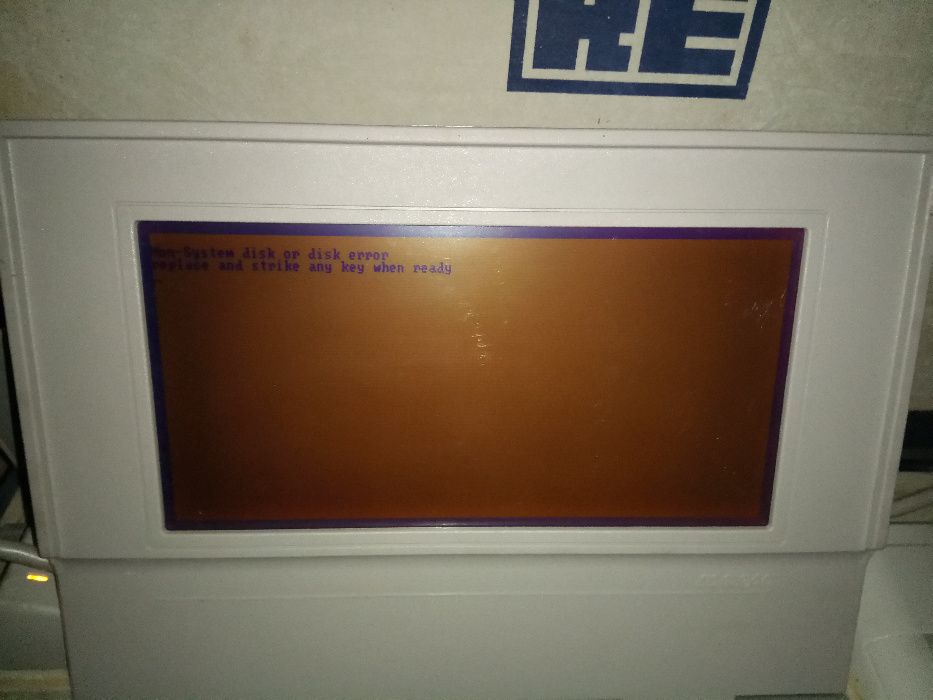 RE
Non-System disk or disk error
replace and strike any key when ready